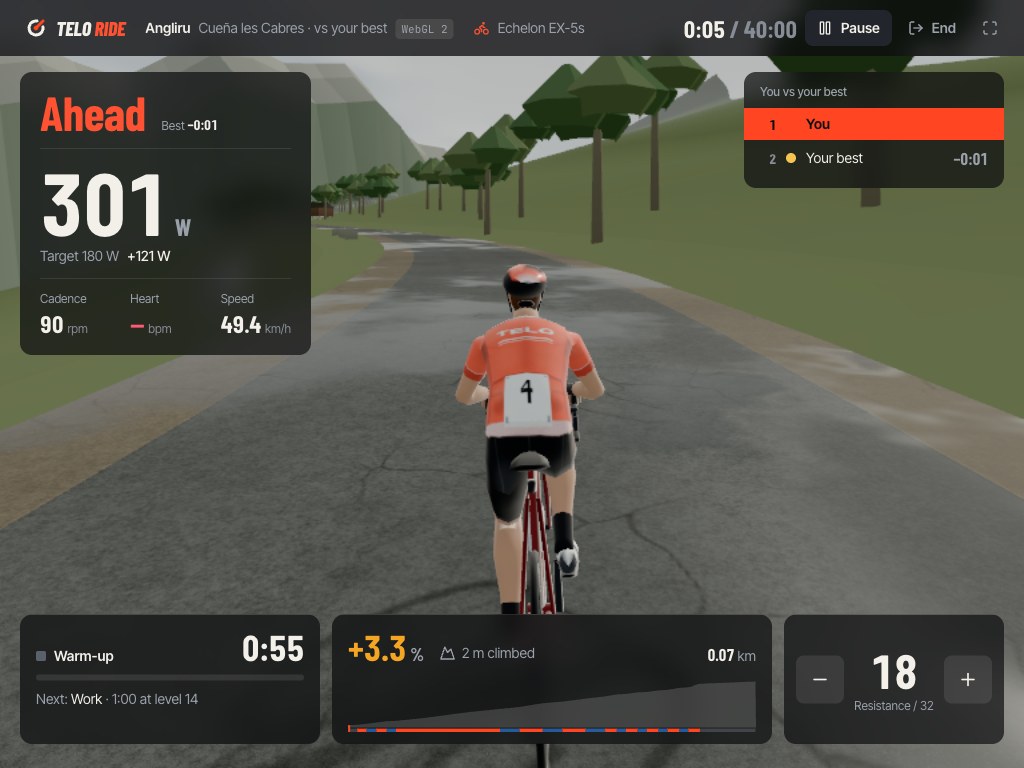 TELO RIDE Angliru Cueña les Cabres · vs your best WebGL 2 Echelon EX-5s 0:05 / 40:00 Pause End
Ahead Best −0:01
301 W
Target 180 W +121 W
Cadence Heart Speed
90 rpm – bpm 49.4 km/h
You vs your best
1 You
2 Your best −0:01
TELO
4
Warm-up 0:55
Next: Work · 1:00 at level 14
+3.3 % 2 m climbed 0.07 km
− 18 +
Resistance / 32